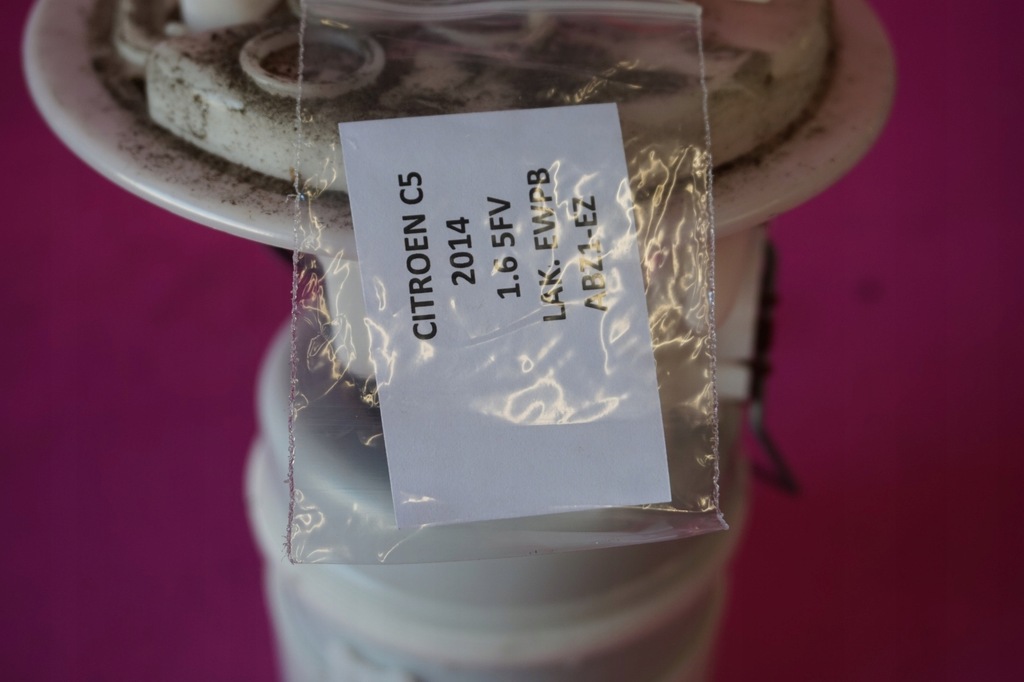 CITROEN C5
2014
1.6 5FV
LAK. EWPB
ABZ1-EZ